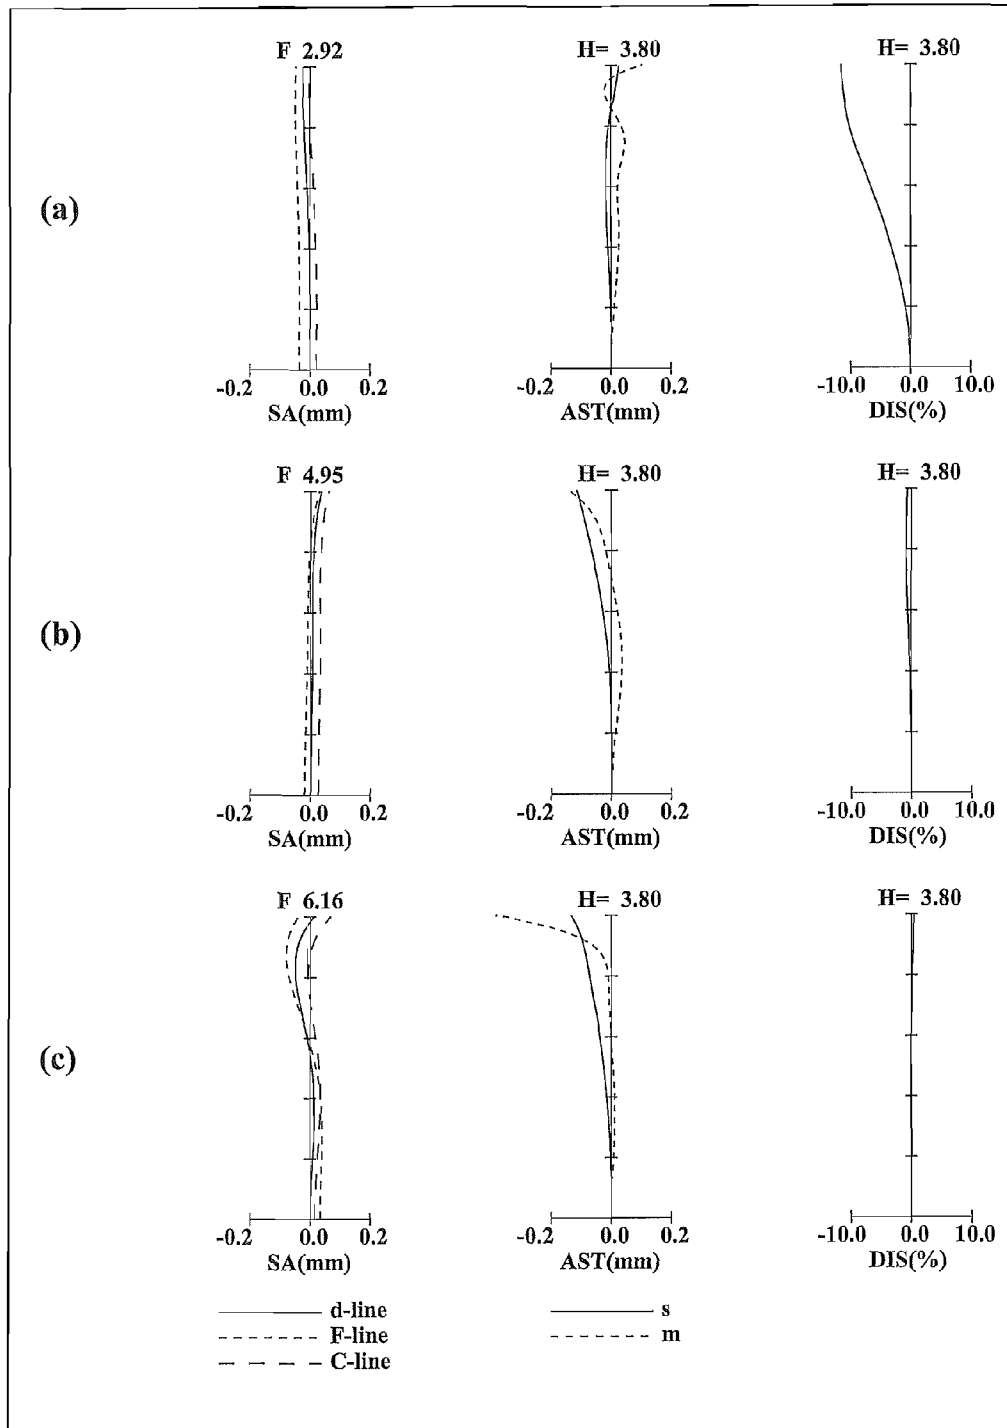 (a)
F 2.92
-0.2 0.0 0.2
SA(mm)
H= 3.80
-0.2 0.0 0.2
AST(mm)
H= 3.80
-10.0 0.0 10.0
DIS(%)
(b)
F 4.95
-0.2 0.0 0.2
SA(mm)
H= 3.80
-0.2 0.0 0.2
AST(mm)
H= 3.80
-10.0 0.0 10.0
DIS(%)
(c)
F 6.16
-0.2 0.0 0.2
SA(mm)
H= 3.80
-0.2 0.0 0.2
AST(mm)
H= 3.80
-10.0 0.0 10.0
DIS(%)
d-line
F-line
C-line
s
m